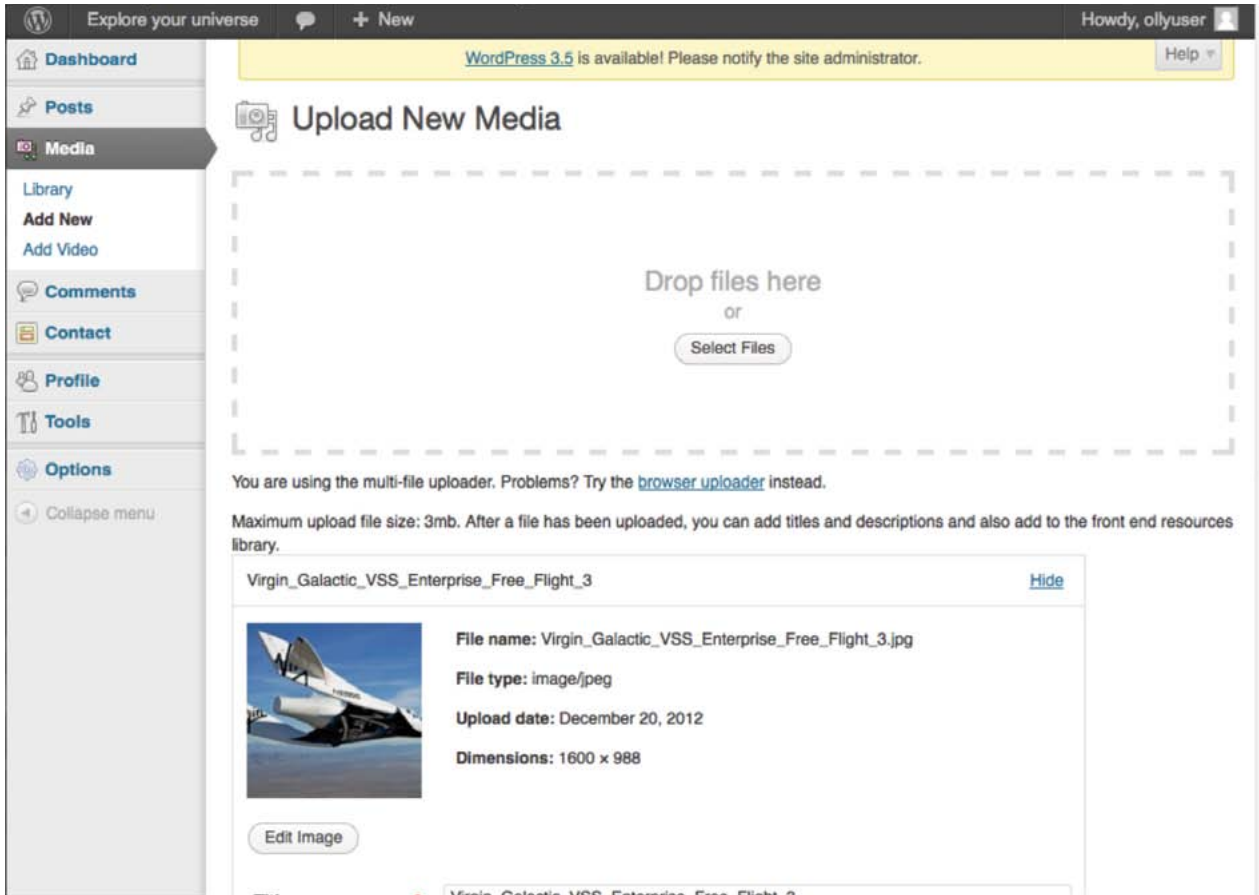 Explore your universe
+ New
Howdy, ollyuser
Dashboard
Posts
Media
Library
Add New
Add Video
Comments
Contact
Profile
Tools
Options
Collapse menu
WordPress 3.5 is available! Please notify the site administrator.
Help
Upload New Media
Drop files here
or
Select Files
You are using the multi-file uploader. Problems? Try the browser uploader instead.
Maximum upload file size: 3mb. After a file has been uploaded, you can add titles and descriptions and also add to the front end resources
library.
Virgin_Galactic_VSS_Enterprise_Free_Flight_3
Hide
File name: Virgin_Galactic_VSS_Enterprise_Free_Flight_3.jpg
File type: image/jpeg
Upload date: December 20, 2012
Dimensions: 1600 × 988
Edit Image
Virgin_Galactic_VSS_Enterprise_Free_Flight_3